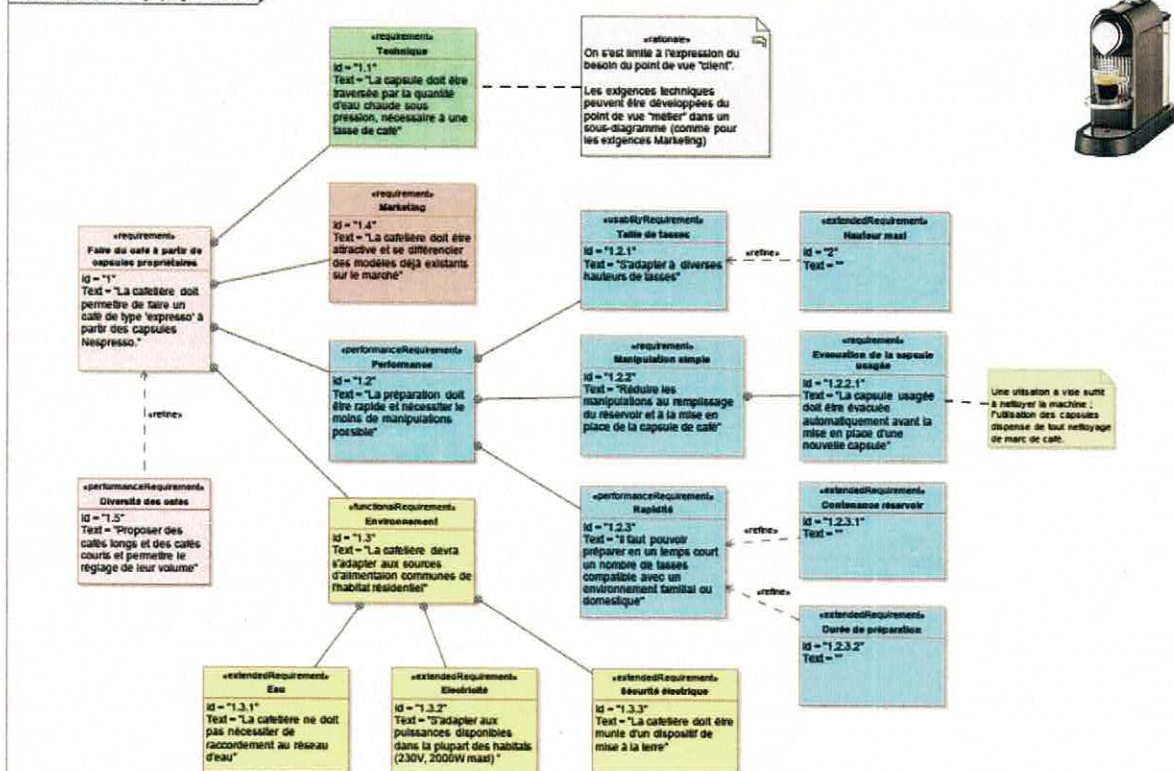 «requirement»
Technique
Id = "1.1"
Text = "La capsule doit être
traversée par la quantité
d'eau chaude sous
pression, nécessaire à une
tasse de café"
«rationale»
On s'est limité à l'expression du
besoin du point de vue "client".
Les exigences techniques
peuvent être développées du
point de vue "métier" dans un
sous-diagramme (comme pour
les exigences Marketing)
«requirement»
Marketing
Id = "1.4"
Text = "La cafetière doit être
attractive et se différencier
des modèles déjà existants
sur le marché"
«requirement»
Faire du café à partir de
capsules propriétaires
Id = "1"
Text = "La cafetière doit
permettre de faire un
café de type 'expresso' à
partir des capsules
Nespresso."
«usabilityRequirement»
Taille de tasses
Id = "1.2.1"
Text = "S'adapter à diverses
hauteurs de tasses"
«refine»
«extendedRequirement»
Hauteur maxi
Id = "2"
Text = ""
«performanceRequirement»
Performance
Id = "1.2"
Text = "La préparation doit
être rapide et nécessiter le
moins de manipulations
possible"
«requirement»
Manipulation simple
Id = "1.2.2"
Text = "Réduire les
manipulations au remplissage
du réservoir et à la mise en
place de la capsule de café"
«requirement»
Evacuation de la capsule
usagée
Id = "1.2.2.1"
Text = "La capsule usagée
doit être évacuée
automatiquement avant la
mise en place d'une
nouvelle capsule"
Une utilisation à vide suffit
à nettoyer la machine ;
l'utilisation des capsules
dispense de tout nettoyage
de marc de café.
«refine»
«performanceRequirement»
Diversité des cafés
Id = "1.5"
Text = "Proposer des
cafés longs et des cafés
courts et permettre le
réglage de leur volume"
«functionalRequirement»
Environnement
Id = "1.3"
Text = "La cafetière devra
s'adapter aux sources
d'alimentaion communes de
l'habitat résidentiel"
«performanceRequirement»
Rapidité
Id = "1.2.3"
Text = "Il faut pouvoir
préparer en un temps court
un nombre de tasses
compatible avec un
environnement familial ou
domestique"
«refine»
«extendedRequirement»
Contenance réservoir
Id = "1.2.3.1"
Text = ""
«refine»
«extendedRequirement»
Durée de préparation
Id = "1.2.3.2"
Text = ""
«extendedRequirement»
Eau
Id = "1.3.1"
Text = "La cafetière ne doit
pas nécessiter de
raccordement au réseau
d'eau"
«extendedRequirement»
Electricité
Id = "1.3.2"
Text = "S'adapter aux
puissances disponibles
dans la plupart des habitats
(230V, 2000W maxi) "
«extendedRequirement»
Sécurité électrique
Id = "1.3.3"
Text = "La cafetière doit être
munie d'un dispositif de
mise à la terre"